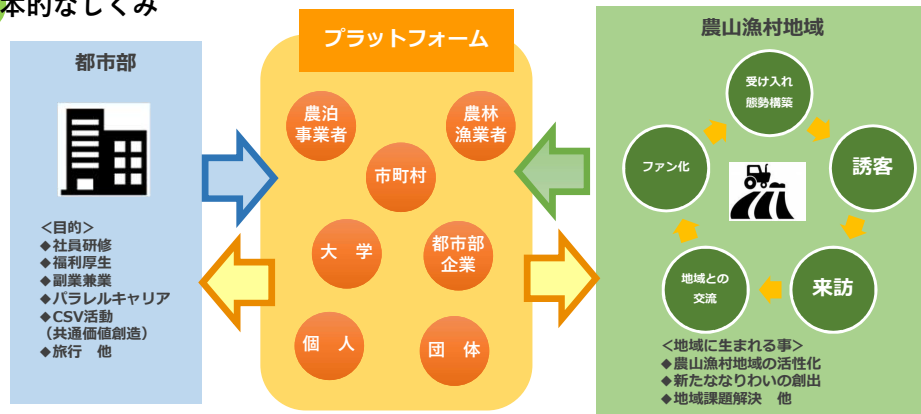 本的なしくみ
都市部
<目的>
◆社員研修
◆福利厚生
◆副業兼業
◆パラレルキャリア
◆CSV活動
(共通価値創造)
◆旅行 他
プラットフォーム
農泊
事業者
農林
漁業者
市町村
大 学
都市部
企業
個 人
団 体
農山漁村地域
受け入れ
態勢構築
誘客
来訪
地域との
交流
ファン化
<地域に生まれる事>
◆農山漁村地域の活性化
◆新たななりわいの創出
◆地域課題解決 他